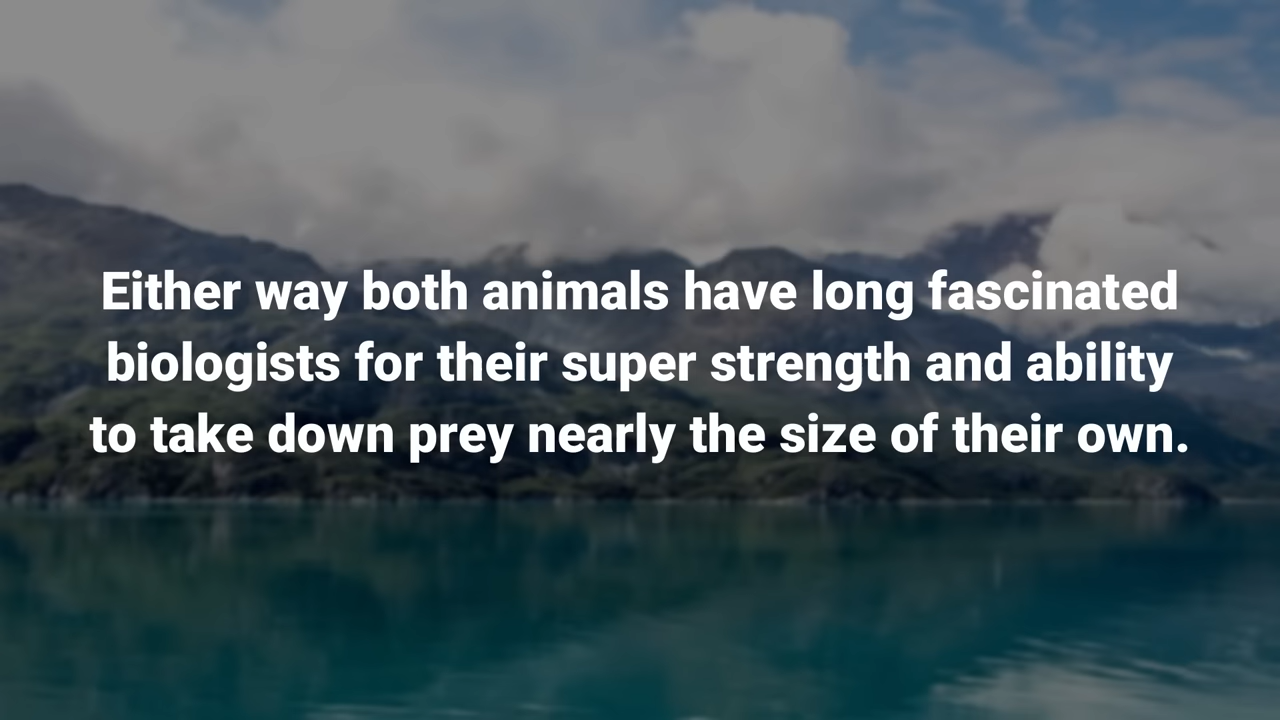 Either way both animals have long fascinated
biologists for their super strength and ability
to take down prey nearly the size of their own.